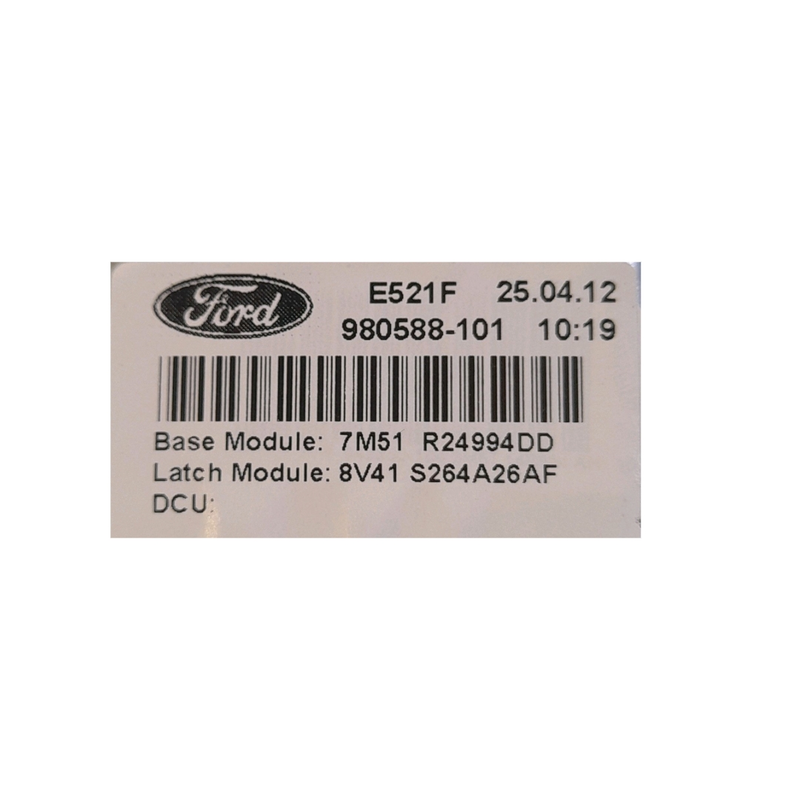 Ford
E521F 25.04.12
980588-101 10:19
Base Module: 7M51 R24994DD
Latch Module: 8V41 S264A26AF
DCU: